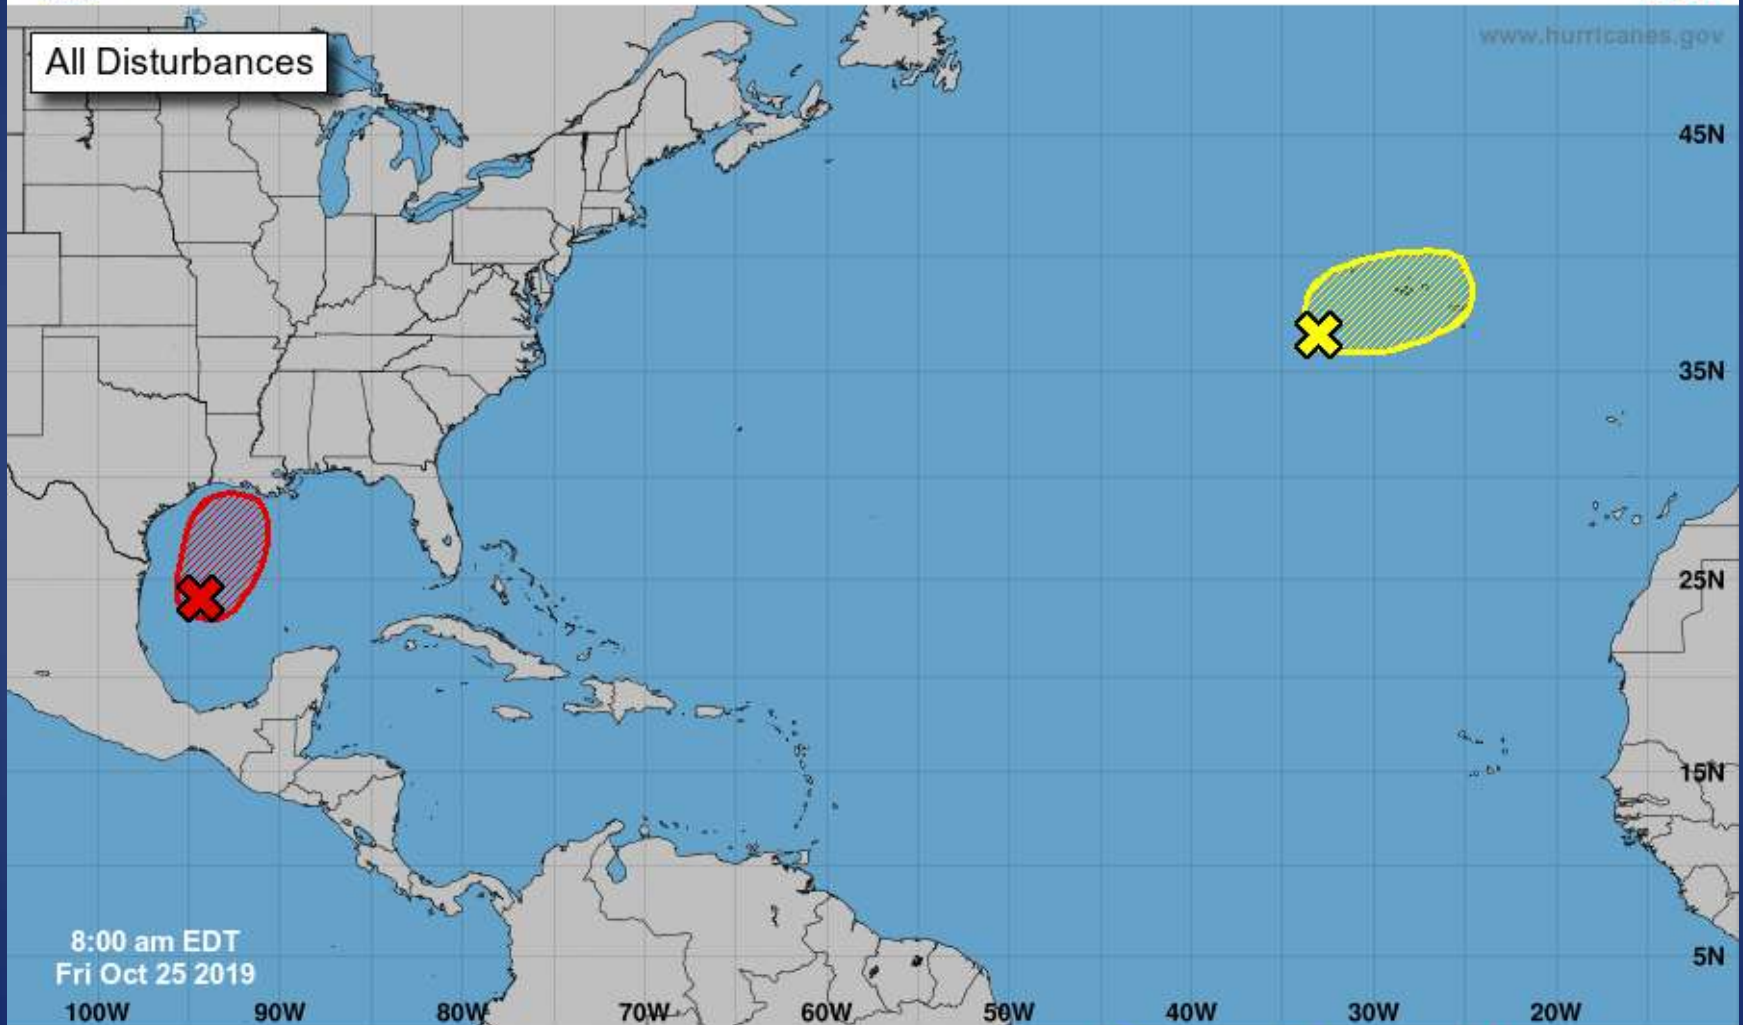 All Disturbances
www.hurricanes.gov
45N
35N
25N
15N
5N
8:00 am EDT
Fri Oct 25 2019
100W 90W 80W 70W 60W 50W 40W 30W 20W